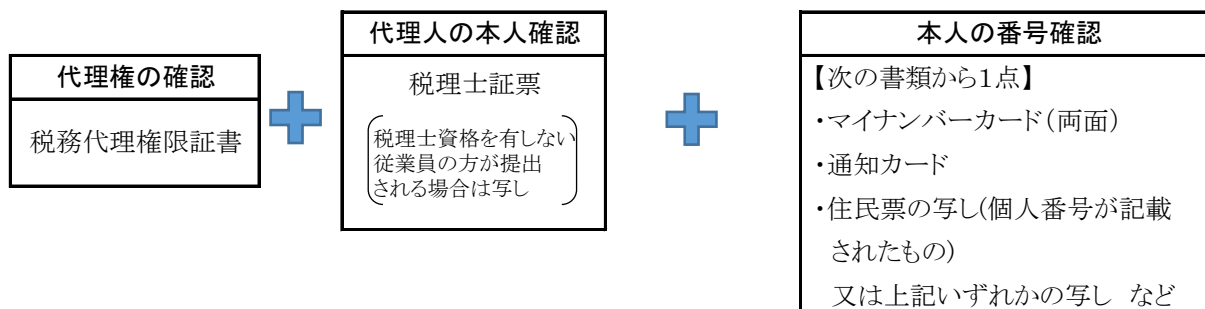 代理権の確認
税務代理権限証書
代理人の本人確認
税理士証票
税理士資格を有しない
従業員の方が提出
される場合は写し
本人の番号確認
【次の書類から1点】
・マイナンバーカード(両面)
・通知カード
・住民票の写し(個人番号が記載
されたもの)
又は上記いずれかの写し など